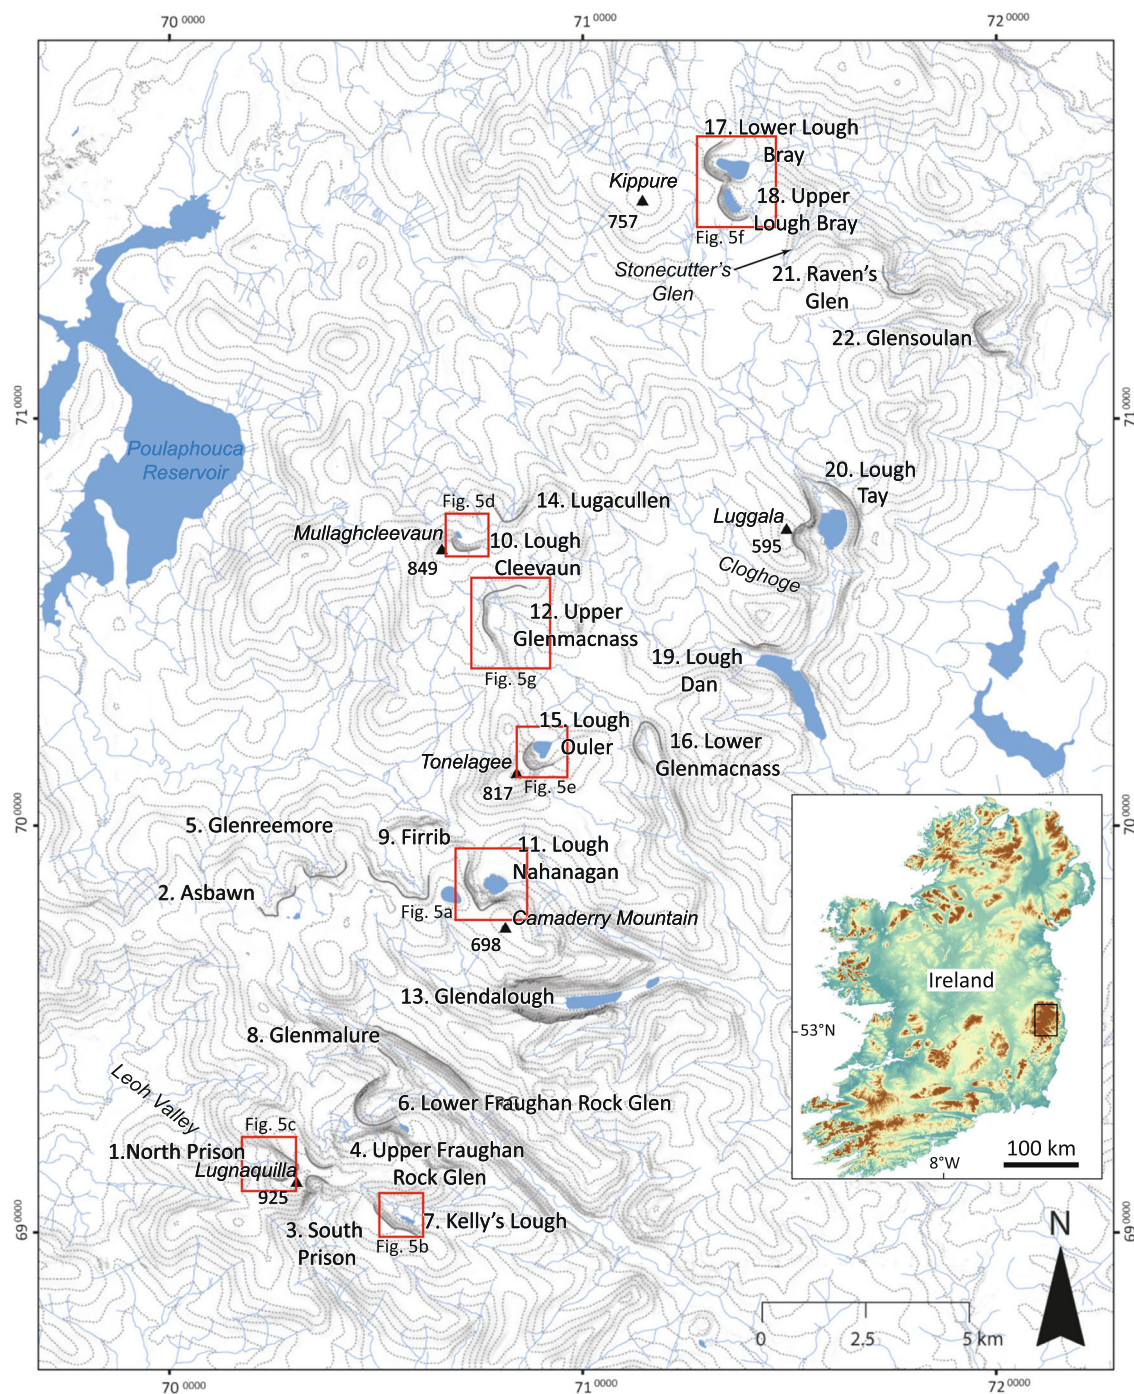 70 0000
71 0000
72 0000
17. Lower Lough
Bray
Kippure
757
18. Upper
Lough Bray
Fig. 5f
Stonecutter's
Glen
21. Raven's
Glen
22. Glensoulan
71 0000
71 0000
Poulaphouca
Reservoir
20. Lough
Tay
Fig. 5d
14. Lugacullen
Luggala
595
Mullaghcleevaun
849
10. Lough
Cleevaun
Cloghoge
12. Upper
Glenmacnass
Fig. 5g
19. Lough
Dan
15. Lough
Ouler
16. Lower
Glenmacnass
Tonelagee
817
Fig. 5e
70 0000
70 0000
5. Glenreemore
9. Firrib
11. Lough
Nahanagan
2. Asbawn
Fig. 5a
Camaderry Mountain
698
13. Glendalough
8. Glenmalure
Leoh Valley
6. Lower Fraughan Rock Glen
Fig. 5c
1.North Prison
Lugnaquilla
925
4. Upper Fraughan
Rock Glen
3. South
Prison
7. Kelly's Lough
Fig. 5b
69 0000
69 0000
Ireland
53°N
8°W
100 km
N
0
2.5
5 km
70 0000
71 0000
72 0000